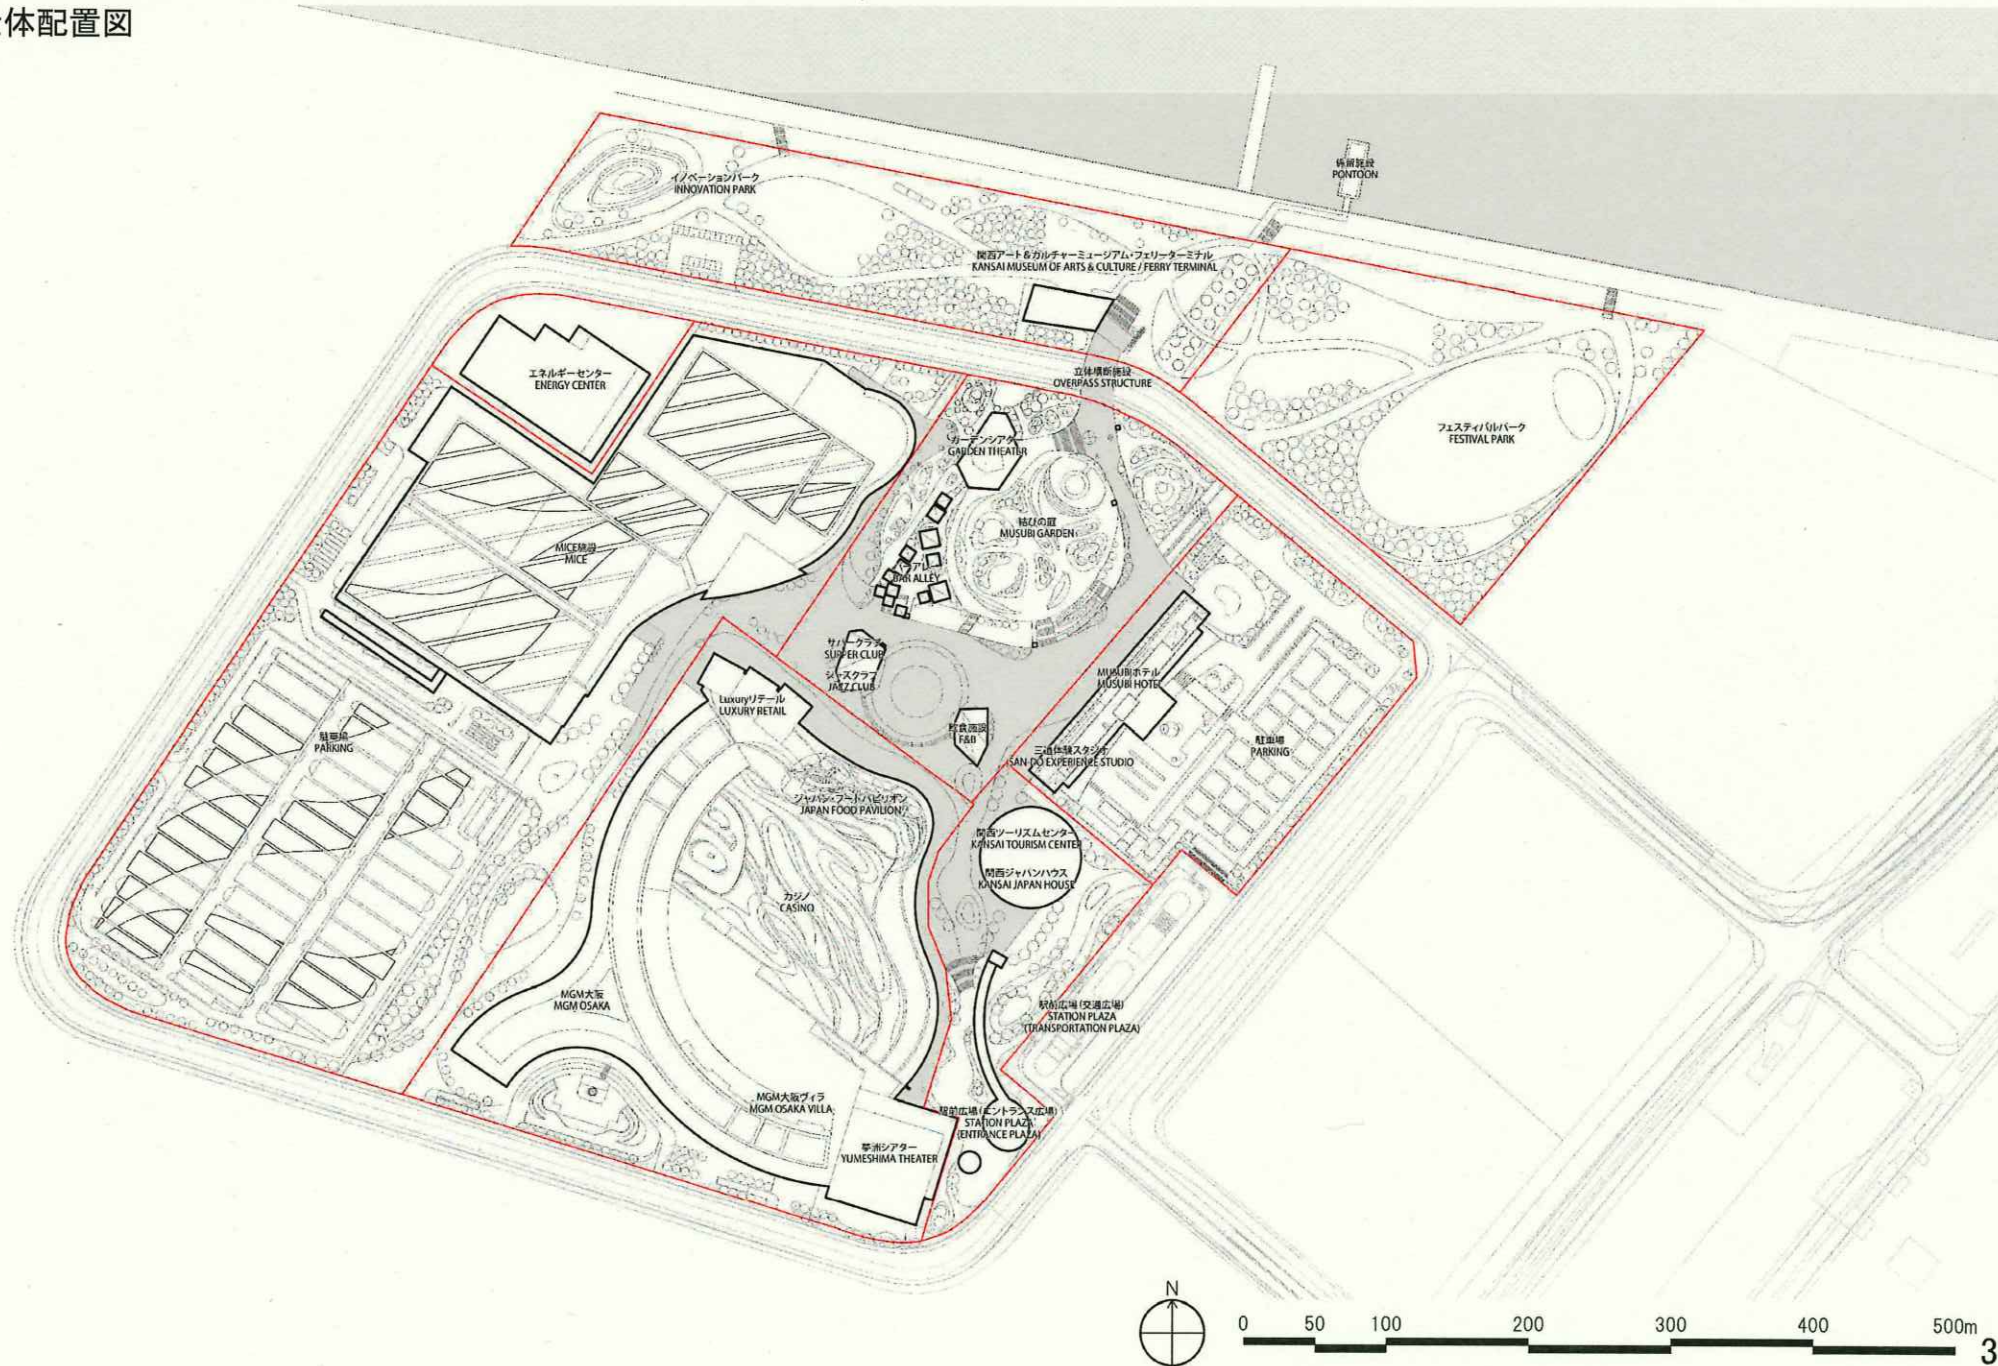 体配置図
係留施設
PONTOON
イノベーションパーク
INNOVATION PARK
関西アート&カルチャーミュージアム・フェリーターミナル
KANSAI MUSEUM OF ARTS & CULTURE / FERRY TERMINAL
エネルギーセンター
ENERGY CENTER
立体横断施設
OVERPASS STRUCTURE
フェスティバルパーク
FESTIVAL PARK
ガーデンシアター
GARDEN THEATER
結びの庭
MUSUBI GARDEN
MICE施設
MICE
バーアレー
BAR ALLEY
サパークラブ
SUPPER CLUB
ジャズクラブ
JAZZ CLUB
MUSUBIホテル
MUSUBI HOTEL
Luxuryリテール
LUXURY RETAIL
飲食施設
F&B
駐車場
PARKING
駐車場
PARKING
三道体験スタジオ
SAN-DO EXPERIENCE STUDIO
ジャパン・フードパビリオン
JAPAN FOOD PAVILION
関西ツーリズムセンター
KANSAI TOURISM CENTER
関西ジャパンハウス
KANSAI JAPAN HOUSE
カジノ
CASINO
MGM大阪
MGM OSAKA
駅前広場(交通広場)
STATION PLAZA
(TRANSPORTATION PLAZA)
MGM大阪ヴィラ
MGM OSAKA VILLA
駅前広場(エントランス広場)
STATION PLAZA
(ENTRANCE PLAZA)
夢洲シアター
YUMESHIMA THEATER
N
0 50 100 200 300 400 500m
3